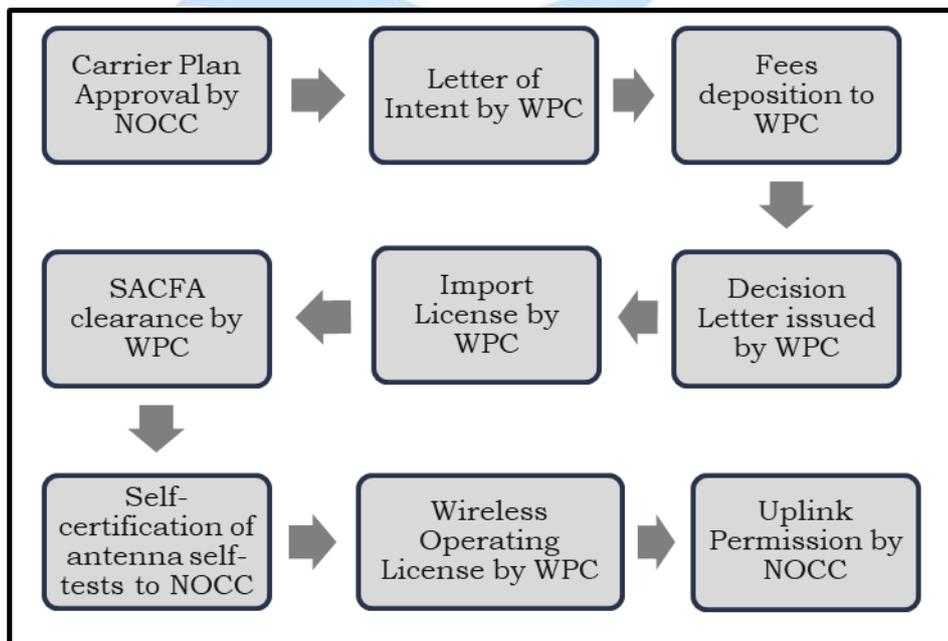 Carrier Plan
Approval by
NOCC
Letter of
Intent by WPC
Fees
deposition to
WPC
Decision
Letter issued
by WPC
Import
License by
WPC
SACFA
clearance by
WPC
Self-
certification of
antenna self-
tests to NOCC
Wireless
Operating
License by WPC
Uplink
Permission by
NOCC